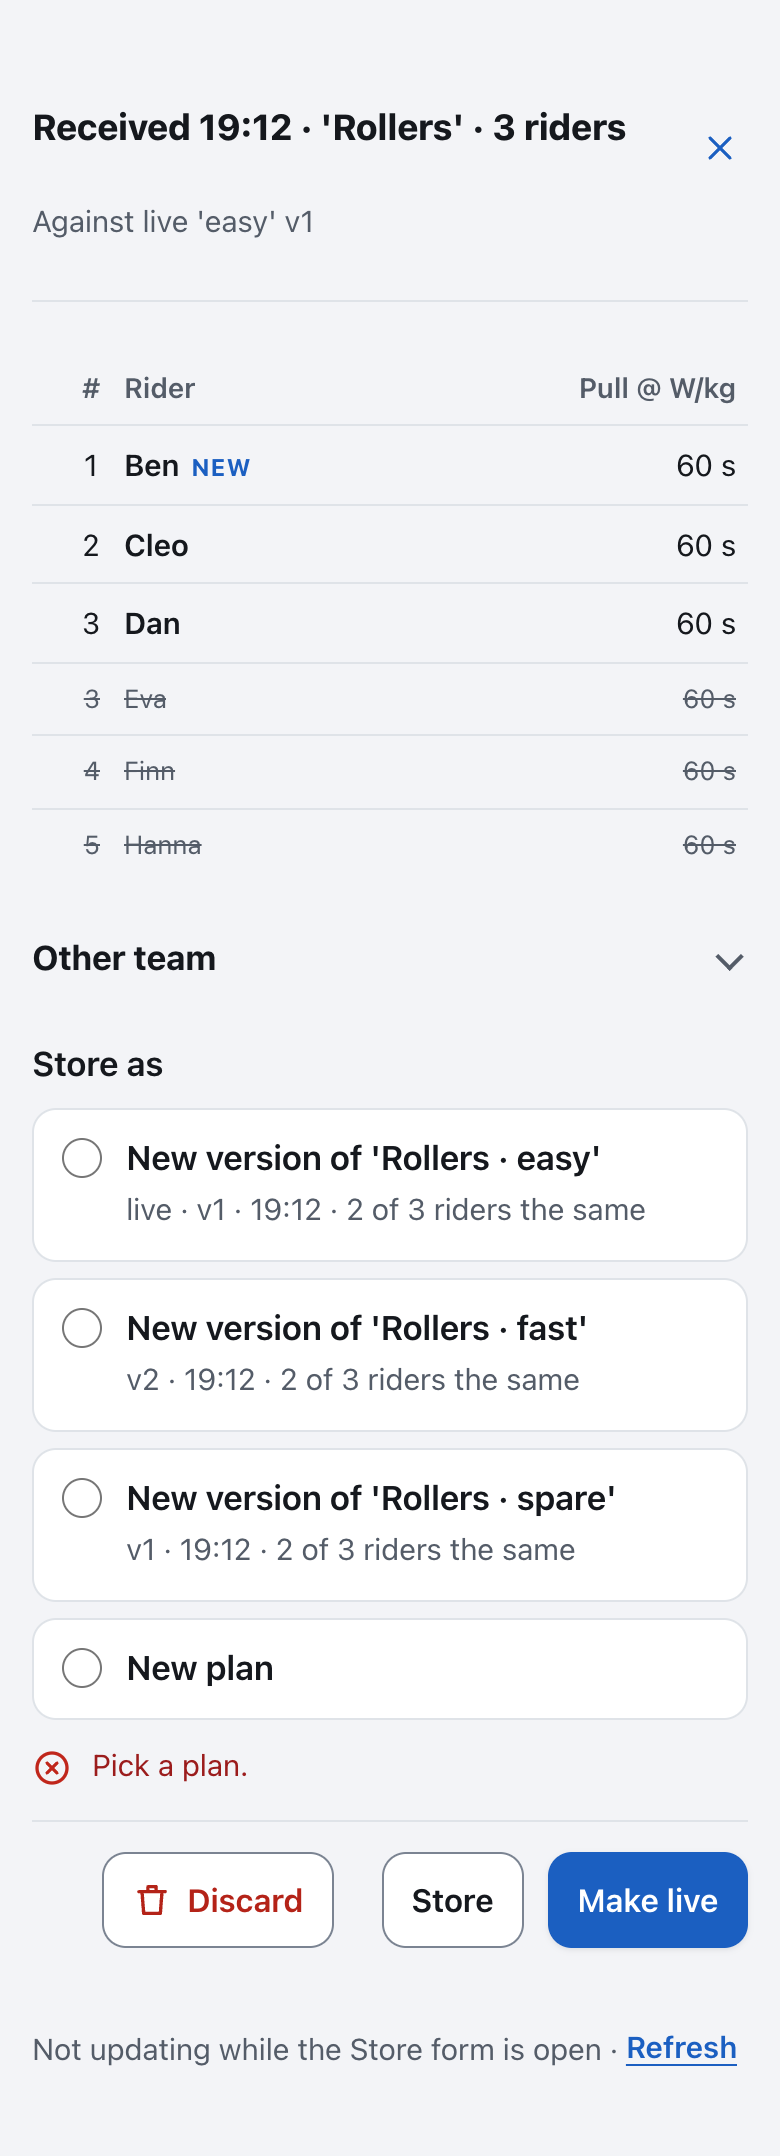 Received 19:12 · 'Rollers' · 3 riders
Against live 'easy' v1
# Rider Pull @ W/kg
1 Ben NEW 60 s
2 Cleo 60 s
3 Dan 60 s
3 Eva 60 s
4 Finn 60 s
5 Hanna 60 s
Other team
Store as
New version of 'Rollers · easy'
live · v1 · 19:12 · 2 of 3 riders the same
New version of 'Rollers · fast'
v2 · 19:12 · 2 of 3 riders the same
New version of 'Rollers · spare'
v1 · 19:12 · 2 of 3 riders the same
New plan
Pick a plan.
Discard Store Make live
Not updating while the Store form is open · Refresh